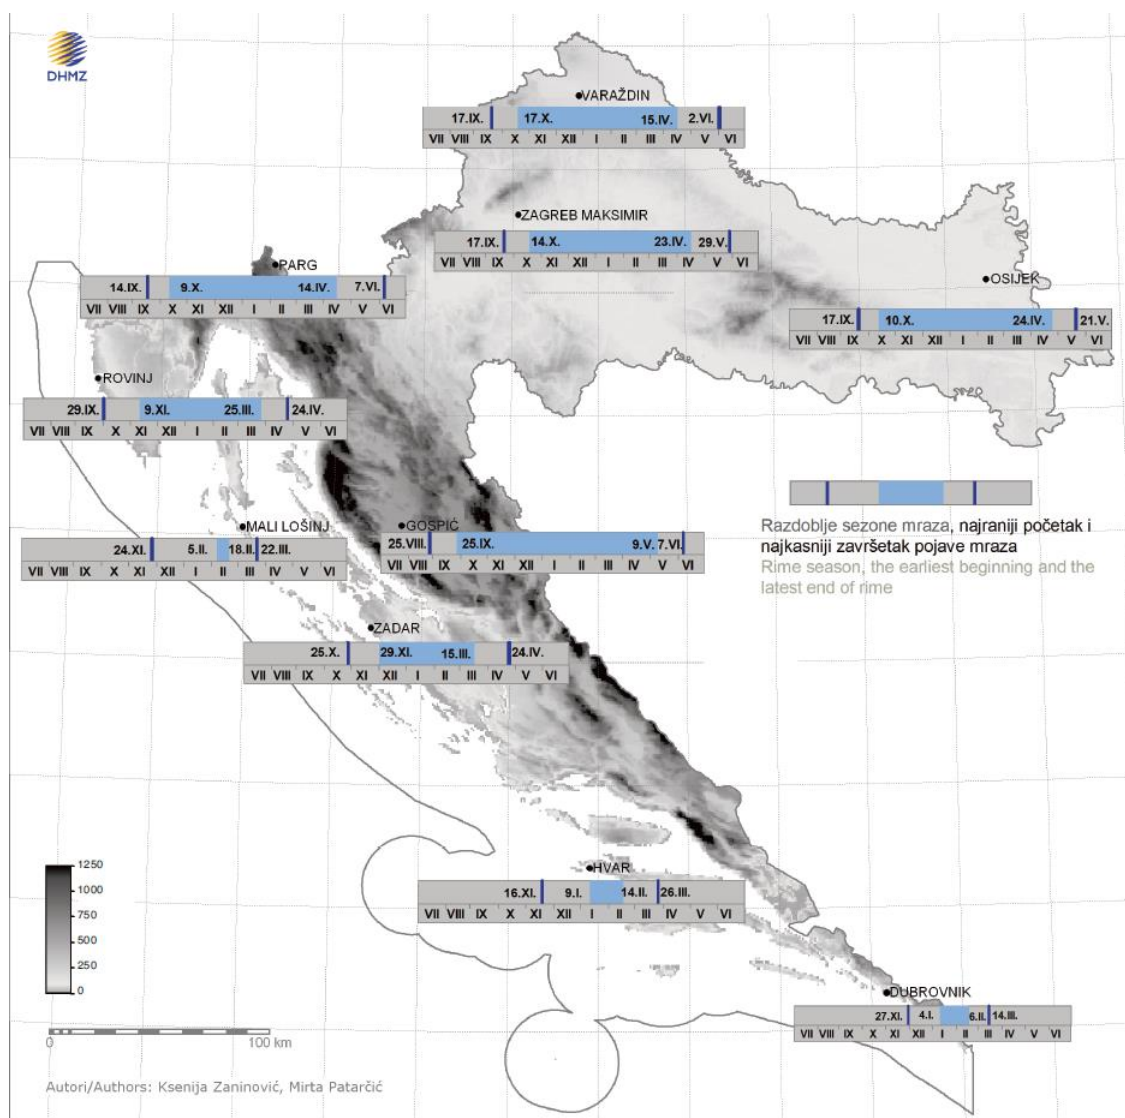 DHMZ
VARAŽDIN
17.IX. 17.X. 15.IV. 2.VI.
VII VIII IX X XI XII I II III IV V VI
ZAGREB MAKSIMIR
17.IX. 14.X. 23.IV. 29.V.
VII VIII IX X XI XII I II III IV V VI
PARG
14.IX. 9.X. 14.IV. 7.VI.
VII VIII IX X XI XII I II III IV V VI
OSIJEK
17.IX. 10.X. 24.IV. 21.V.
VII VIII IX X XI XII I II III IV V VI
ROVINJ
29.IX. 9.XI. 25.III. 24.IV.
VII VIII IX X XI XII I II III IV V VI
MALI LOŠINJ
24.XI. 5.II. 18.II. 22.III.
VII VIII IX X XI XII I II III IV V VI
GOSPIĆ
25.VIII. 25.IX. 9.V. 7.VI.
VII VIII IX X XI XII I II III IV V VI
Razdoblje sezone mraza, najraniji početak i
najkasniji završetak pojave mraza
Rime season, the earliest beginning and the
latest end of rime
ZADAR
25.X. 29.XI. 15.III. 24.IV.
VII VIII IX X XI XII I II III IV V VI
HVAR
16.XI. 9.I. 14.II. 26.III.
VII VIII IX X XI XII I II III IV V VI
1250
1000
750
500
250
0
DUBROVNIK
27.XI. 4.I. 6.II. 14.III.
VII VIII IX X XI XII I II III IV V VI
0 100 km
Autori/Authors: Ksenija Zaninović, Mirta Patarčić